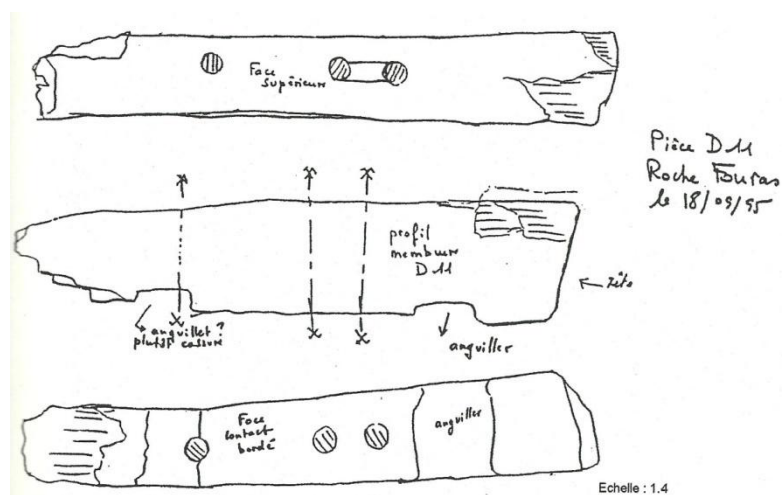 Face
supérieure
Pièce D11
Roche Fouras
le 18/09/95
profil
membrure
D11
tête
anguillet ?
plutôt cassure
anguiller
Face
contact
bordé
anguiller
Echelle : 1.4